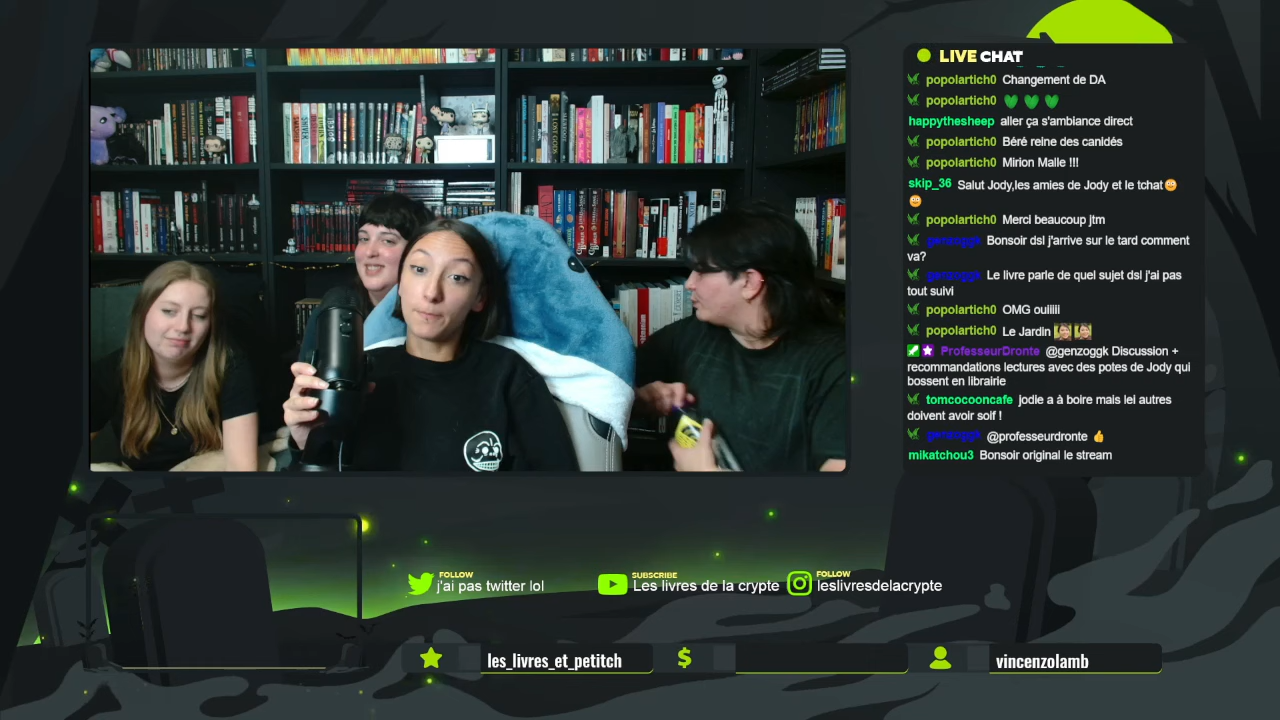 LIVE CHAT
popolartich0 Changement de DA
popolartich0 💚 💚 💚
happythesheep aller ça s'ambiance direct
popolartich0 Béré reine des canidés
popolartich0 Mirion Malle !!!
skip_36 Salut Jody,les amies de Jody et le tchat😳
😳
popolartich0 Merci beaucoup jtm
genzoggk Bonsoir dsl j'arrive sur le tard comment
va?
genzoggk Le livre parle de quel sujet dsl j'ai pas
tout suivi
popolartich0 OMG ouiiiii
popolartich0 Le Jardin
ProfesseurDronte @genzoggk Discussion +
recommandations lectures avec des potes de Jody qui
bossent en librairie
tomcocooncafe jodie a à boire mais lei autres
doivent avoir soif !
genzoggk @professeurdronte 👍
mikatchou3 Bonsoir original le stream
FOLLOW
j'ai pas twitter lol
SUBSCRIBE
Les livres de la crypte
FOLLOW
leslivresdelacrypte
les_livres_et_petitch
$
vincenzolamb